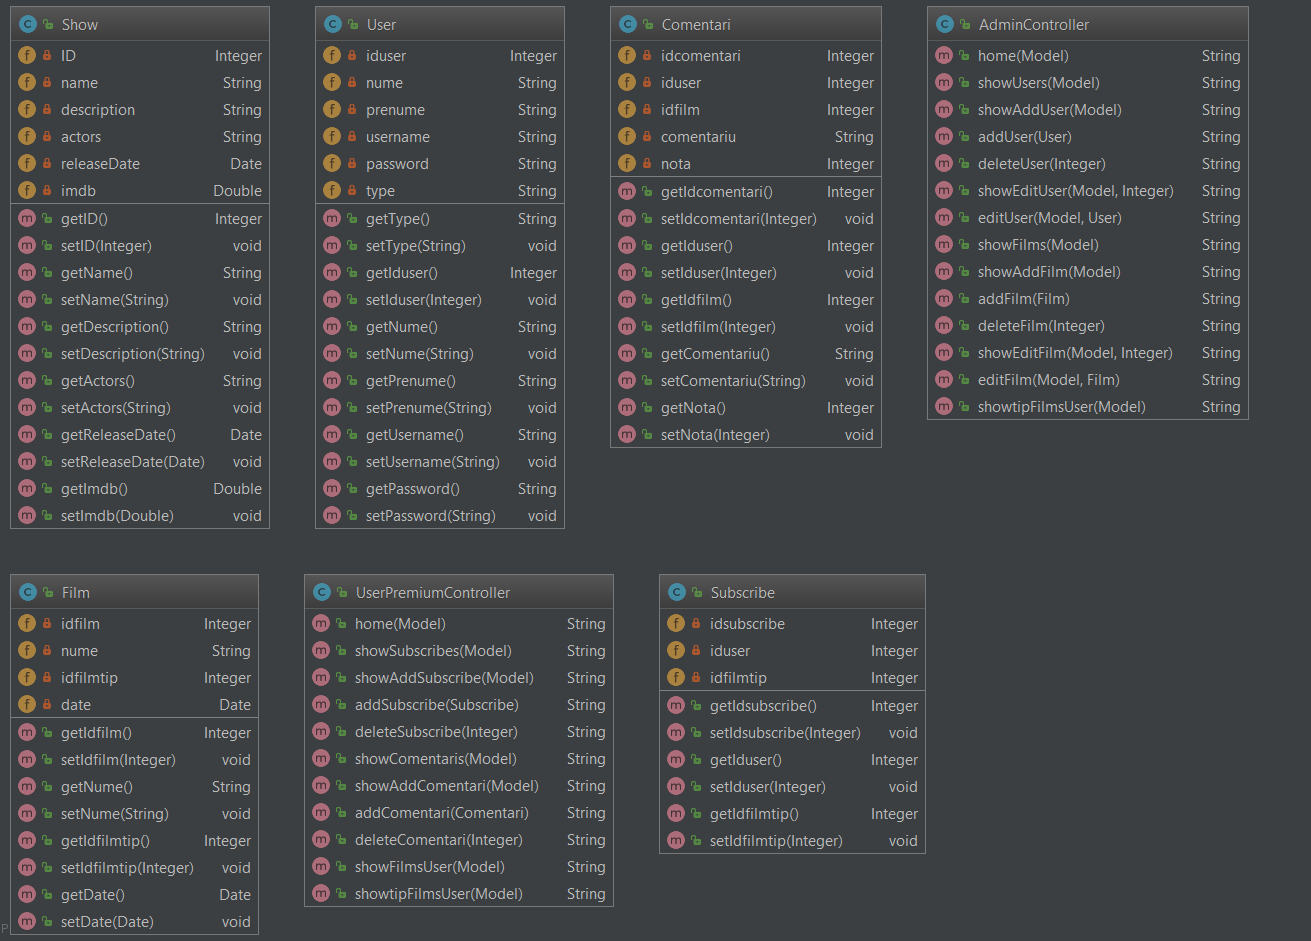 Show
ID Integer
name String
description String
actors String
releaseDate Date
imdb Double
getID() Integer
setID(Integer) void
getName() String
setName(String) void
getDescription() String
setDescription(String) void
getActors() String
setActors(String) void
getReleaseDate() Date
setReleaseDate(Date) void
getImdb() Double
setImdb(Double) void
User
iduser Integer
nume String
prenume String
username String
password String
type String
getType() String
setType(String) void
getIduser() Integer
setIduser(Integer) void
getNume() String
setNume(String) void
getPrenume() String
setPrenume(String) void
getUsername() String
setUsername(String) void
getPassword() String
setPassword(String) void
Comentari
idcomentari Integer
iduser Integer
idfilm Integer
comentariu String
nota Integer
getIdcomentari() Integer
setIdcomentari(Integer) void
getIduser() Integer
setIduser(Integer) void
getIdfilm() Integer
setIdfilm(Integer) void
getComentariu() String
setComentariu(String) void
getNota() Integer
setNota(Integer) void
AdminController
home(Model) String
showUsers(Model) String
showAddUser(Model) String
addUser(User) String
deleteUser(Integer) String
showEditUser(Model, Integer) String
editUser(Model, User) String
showFilms(Model) String
showAddFilm(Model) String
addFilm(Film) String
deleteFilm(Integer) String
showEditFilm(Model, Integer) String
editFilm(Model, Film) String
showtipFilmsUser(Model) String
Film
idfilm Integer
nume String
idfilmtip Integer
date Date
getIdfilm() Integer
setIdfilm(Integer) void
getNume() String
setNume(String) void
getIdfilmtip() Integer
setIdfilmtip(Integer) void
getDate() Date
setDate(Date) void
UserPremiumController
home(Model) String
showSubscribes(Model) String
showAddSubscribe(Model) String
addSubscribe(Subscribe) String
deleteSubscribe(Integer) String
showComentaris(Model) String
showAddComentari(Model) String
addComentari(Comentari) String
deleteComentari(Integer) String
showFilmsUser(Model) String
showtipFilmsUser(Model) String
Subscribe
idsubscribe Integer
iduser Integer
idfilmtip Integer
getIdsubscribe() Integer
setIdsubscribe(Integer) void
getIduser() Integer
setIduser(Integer) void
getIdfilmtip() Integer
setIdfilmtip(Integer) void